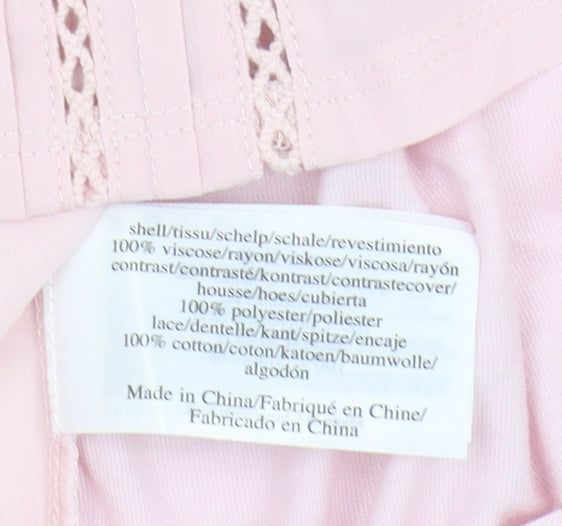 shell/tissu/schelp/schale/revestimiento
100% viscose/rayon/viskose/viscosa/rayón
contrast/contrasté/kontrast/contrastecover/
housse/hoes/cubierta
100% polyester/poliester
lace/dentelle/kant/spitze/encaje
100% cotton/coton/katoen/baumwolle/
algodón
Made in China/Fabriqué en Chine/
Fabricado en China